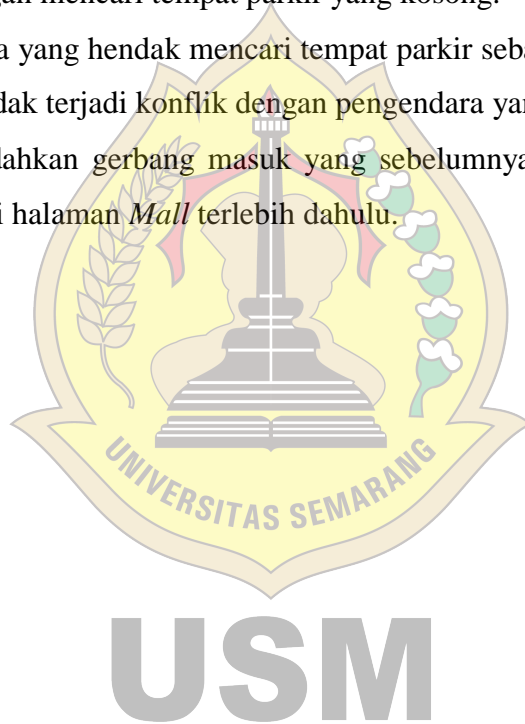 gan mencari tempat parkir yang kosong.
a yang hendak mencari tempat parkir seba
dak terjadi konflik dengan pengendara yan
dahkan gerbang masuk yang sebelumnya
i halaman Mall terlebih dahulu.
UNIVERSITAS SEMARANG
USM